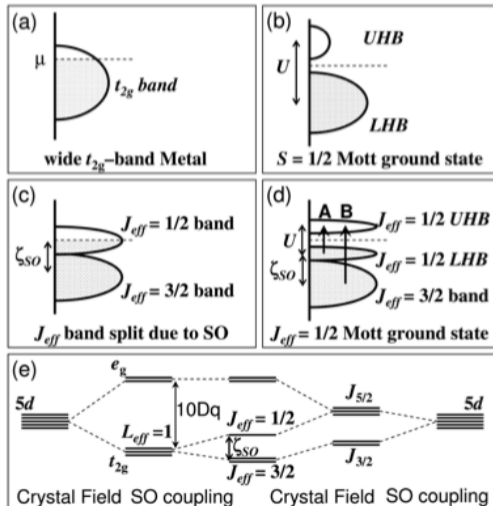 (a)
μ
t2g band
wide t2g–band Metal
(b)
UHB
U
LHB
S = 1/2 Mott ground state
(c)
Jeff = 1/2 band
ζSO
Jeff = 3/2 band
Jeff band split due to SO
(d)
A B
Jeff = 1/2 UHB
U
Jeff = 1/2 LHB
ζSO
Jeff = 3/2 band
Jeff = 1/2 Mott ground state
(e)
eg
5d
10Dq
Leff=1
t2g
Jeff = 1/2
ζSO
Jeff = 3/2
J5/2
J3/2
5d
Crystal Field SO coupling
Crystal Field SO coupling